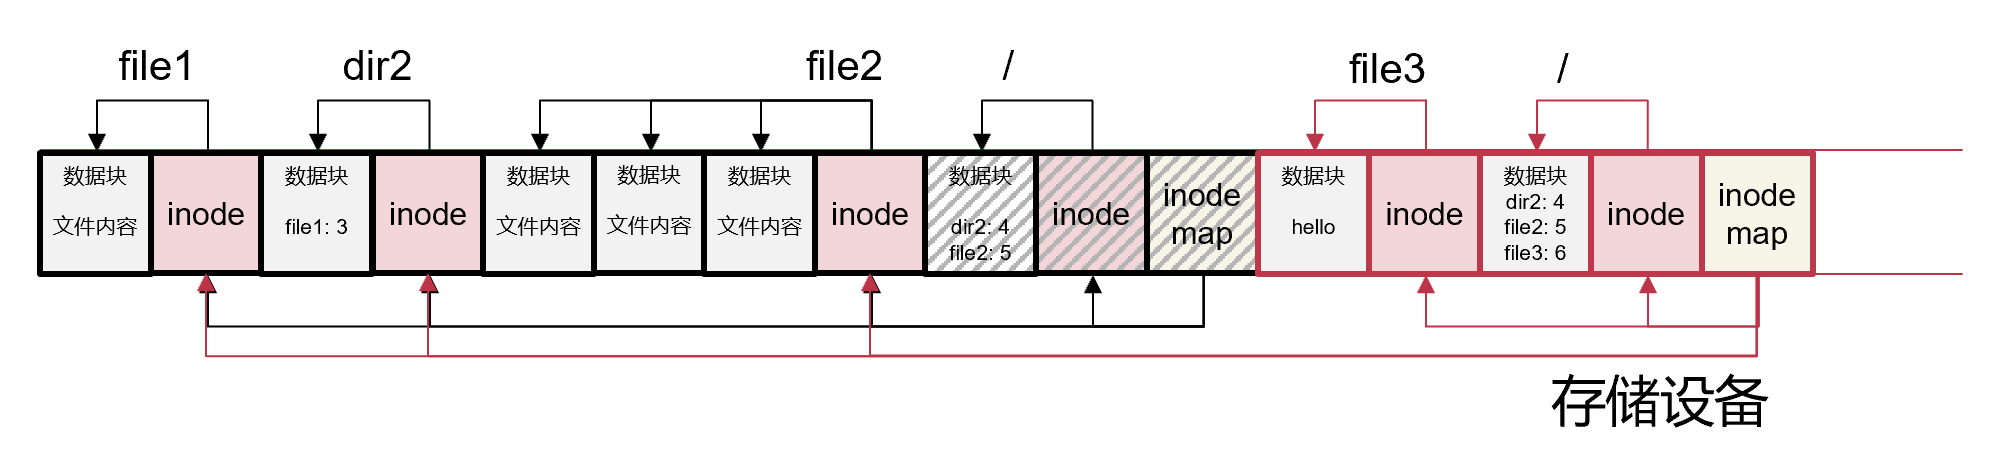 file1
dir2
file2
/
file3
/
数据块
文件内容
inode
数据块
file1: 3
inode
数据块
文件内容
数据块
文件内容
数据块
文件内容
inode
数据块
dir2: 4
file2: 5
inode
inode
map
数据块
hello
inode
数据块
dir2: 4
file2: 5
file3: 6
inode
inode
map
存储设备